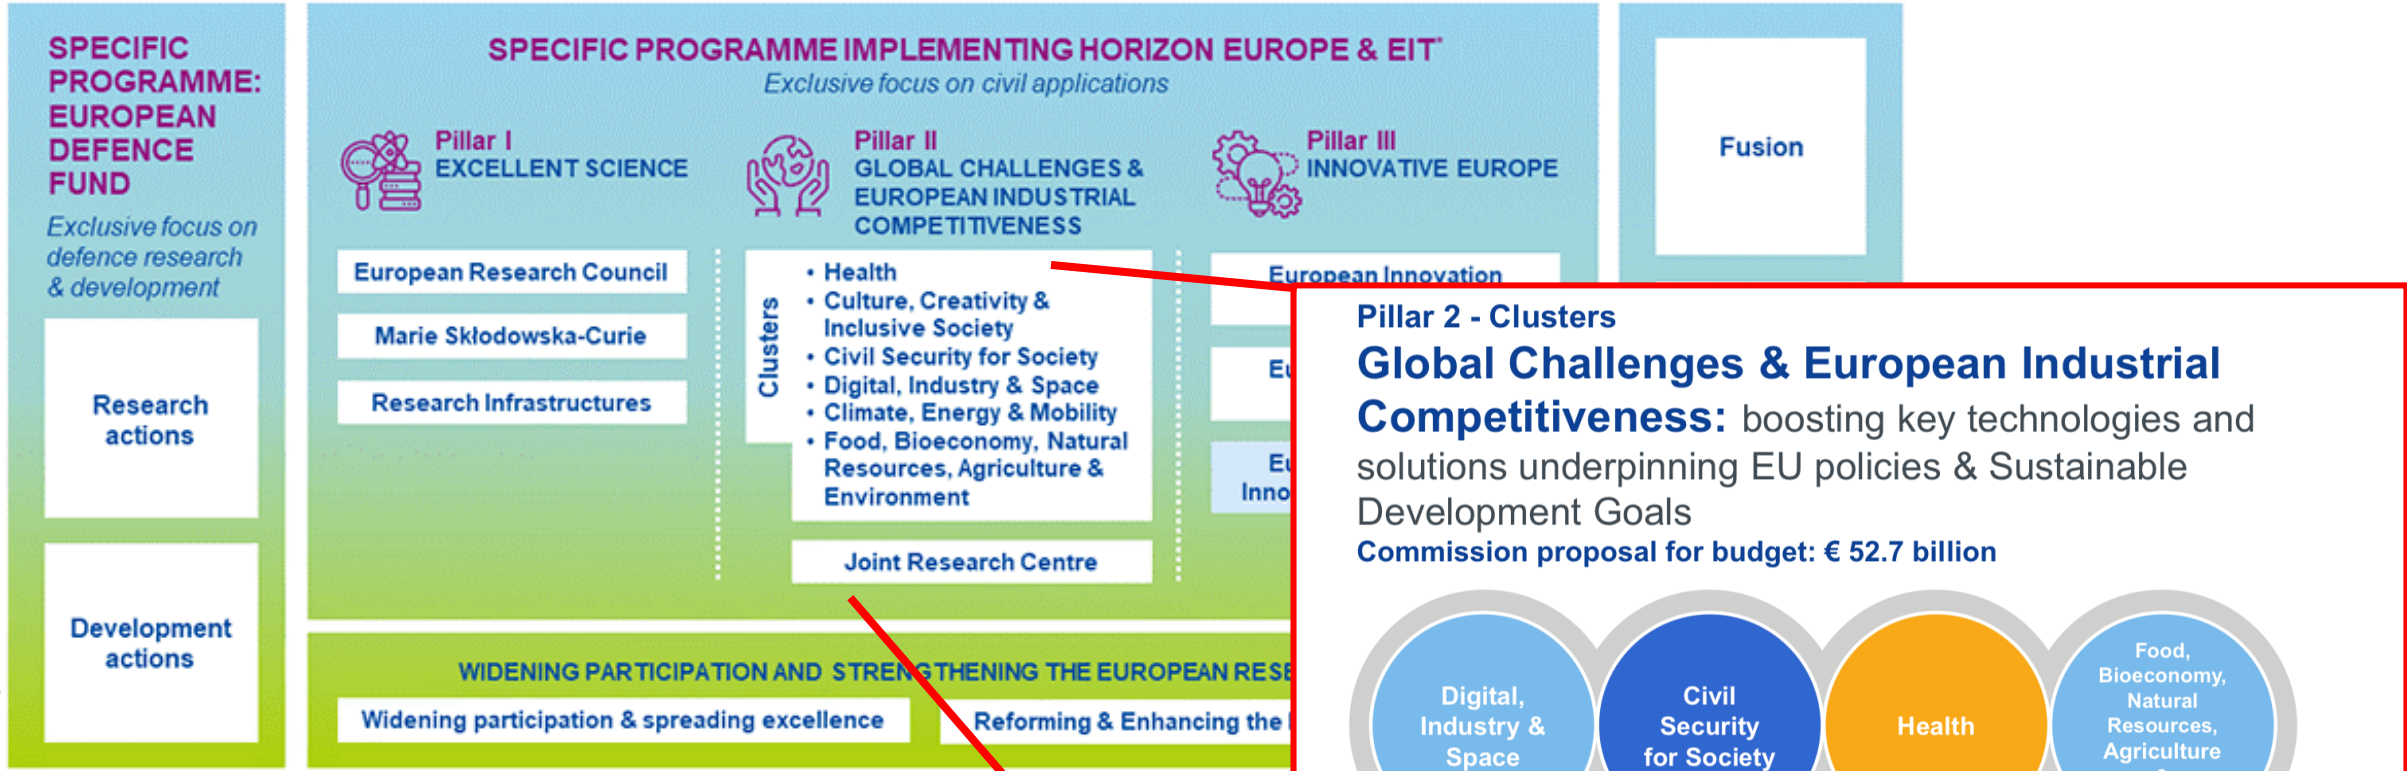 SPECIFIC
PROGRAMME:
EUROPEAN
DEFENCE
FUND
Exclusive focus on
defence research
& development
Research
actions
Development
actions
SPECIFIC PROGRAMME IMPLEMENTING HORIZON EUROPE & EIT*
Exclusive focus on civil applications
Pillar I
EXCELLENT SCIENCE
European Research Council
Marie Skłodowska-Curie
Research Infrastructures
Pillar II
GLOBAL CHALLENGES &
EUROPEAN INDUSTRIAL
COMPETITIVENESS
Clusters
• Health
• Culture, Creativity &
Inclusive Society
• Civil Security for Society
• Digital, Industry & Space
• Climate, Energy & Mobility
• Food, Bioeconomy, Natural
Resources, Agriculture &
Environment
Joint Research Centre
Pillar III
INNOVATIVE EUROPE
European Innovation
WIDENING PARTICIPATION AND STRENGTHENING THE EUROPEAN
Widening participation & spreading excellence
Reforming & Enhancing the
Fusion
Pillar 2 - Clusters
Global Challenges & European Industrial
Competitiveness: boosting key technologies and
solutions underpinning EU policies & Sustainable
Development Goals
Commission proposal for budget: € 52.7 billion
Digital,
Industry &
Space
Civil
Security
for Society
Health
Food,
Bioeconomy,
Natural
Resources,
Agriculture